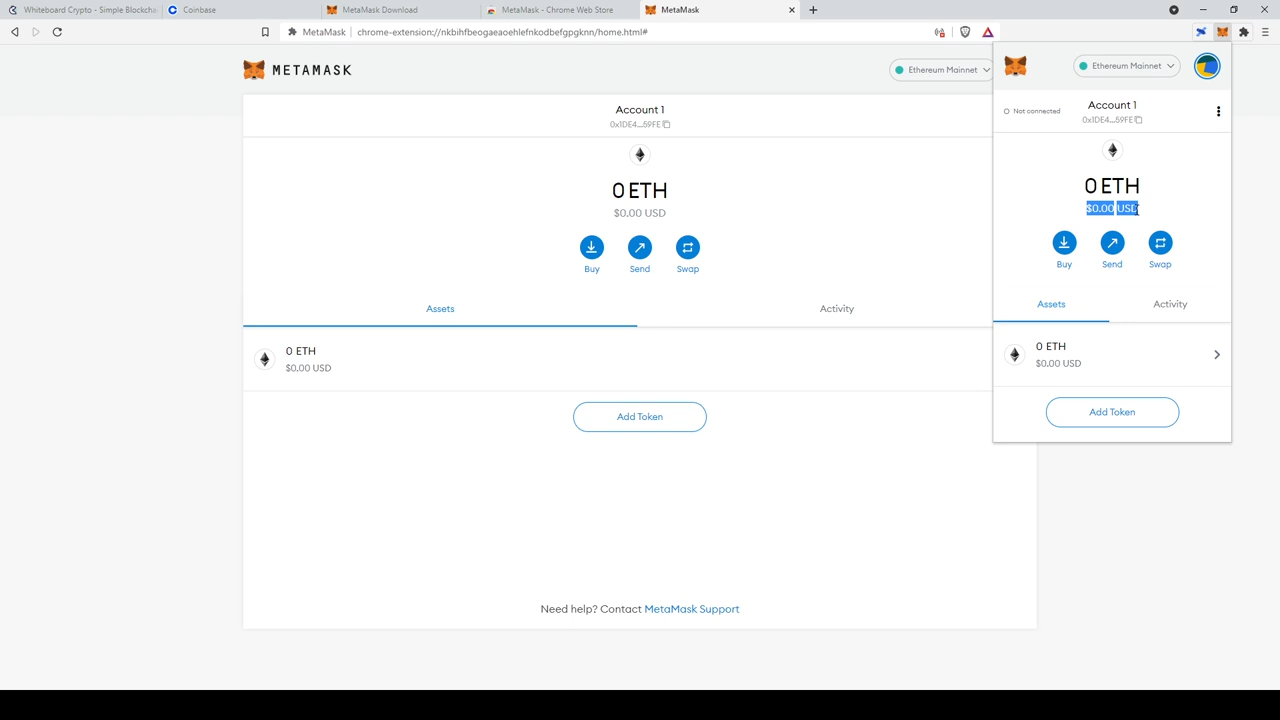 Whiteboard Crypto - Simple Blockcha
Coinbase
MetaMask Download
MetaMask - Chrome Web Store
MetaMask
MetaMask
chrome-extension://nkbihfbeogaeaoehlefnkodbefgpgknn/home.html#
METAMASK
Ethereum Mainnet
Account 1
0x1DE4...59FE
0 ETH
$0.00 USD
Buy
Send
Swap
Assets
Activity
0 ETH
$0.00 USD
Add Token
Need help? Contact MetaMask Support
Ethereum Mainnet
Not connected
Account 1
0x1DE4...59FE
0 ETH
$0.00 USD
Buy
Send
Swap
Assets
Activity
0 ETH
$0.00 USD
Add Token